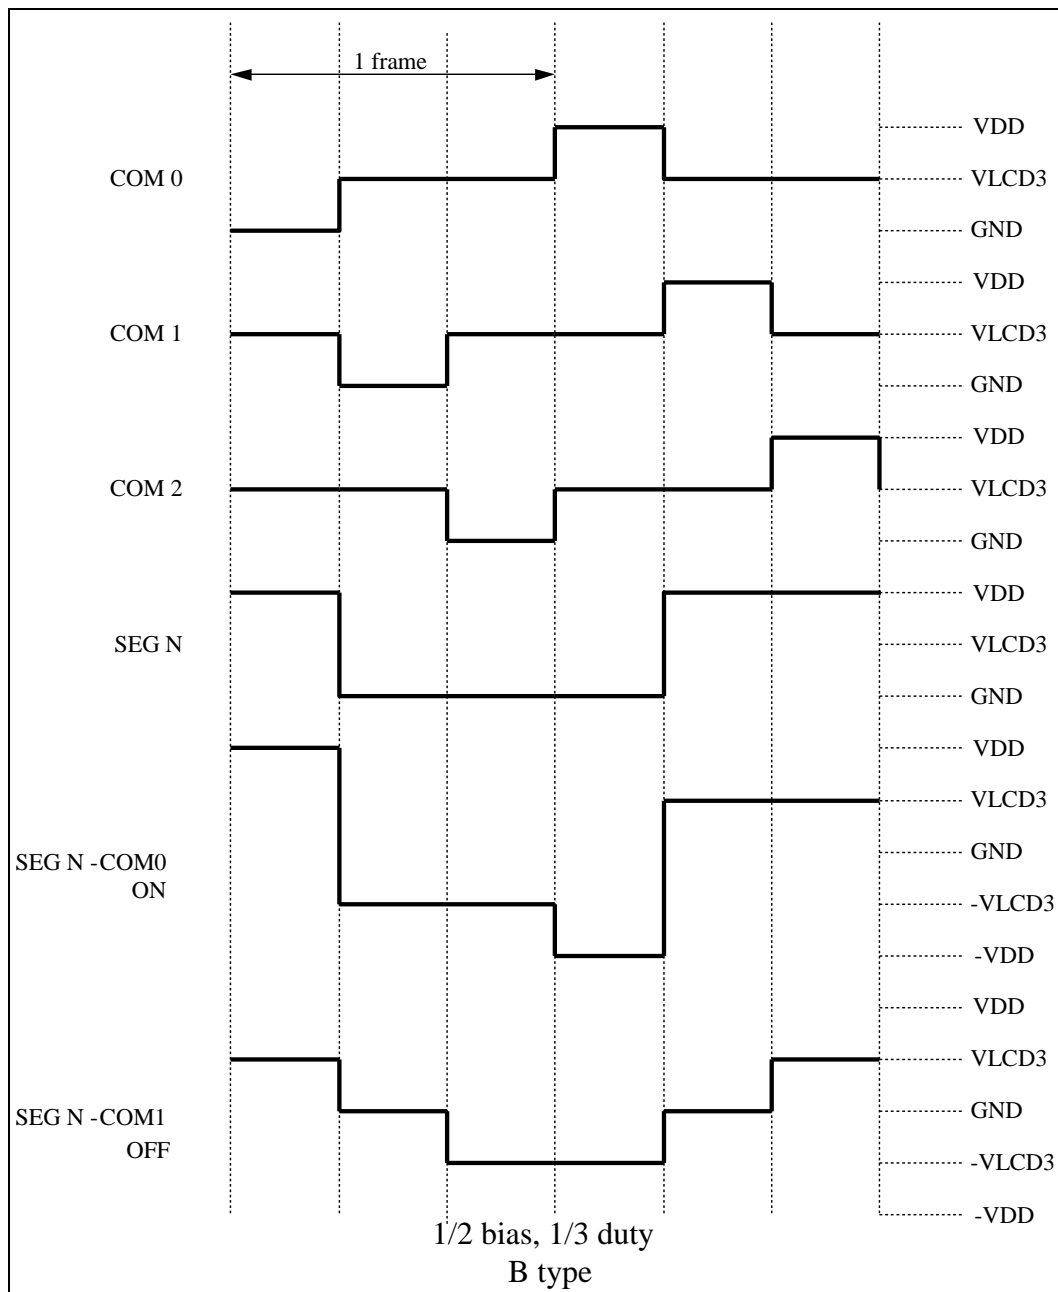 1 frame
VDD
COM 0
VLCD3
GND
VDD
COM 1
VLCD3
GND
VDD
COM 2
VLCD3
GND
VDD
SEG N
VLCD3
GND
VDD
VLCD3
SEG N -COM0
ON
GND
-VLCD3
-VDD
VDD
VLCD3
SEG N -COM1
OFF
GND
-VLCD3
-VDD
1/2 bias, 1/3 duty
B type